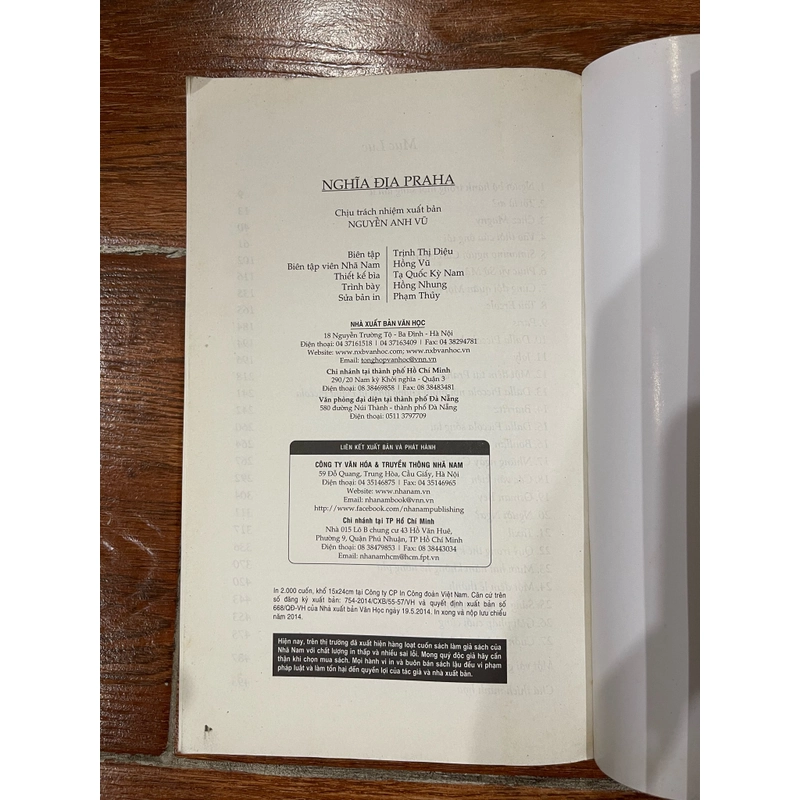 NGHĨA ĐỊA PRAHA
Chịu trách nhiệm xuất bản
NGUYỄN ANH VŨ
Biên tập Trịnh Thị Diệu
Biên tập viên Nhã Nam Hồng Vũ
Thiết kế bìa Tạ Quốc Kỳ Nam
Trình bày Hồng Nhung
Sửa bản in Phạm Thủy
NHÀ XUẤT BẢN VĂN HỌC
18 Nguyễn Trường Tộ - Ba Đình - Hà Nội
Điện thoại: 04 37161518 | 04 37163409 | Fax: 04 38294781
Website: www.nxbvanhoc.com; www.nxbvanhoc.vn
Email: tonghopvanhoc@vnn.vn
Chi nhánh tại thành phố Hồ Chí Minh
290/20 Nam kỳ Khởi nghĩa - Quận 3
Điện thoại: 08 38469858 | Fax: 08 38483481
Văn phòng đại diện tại thành phố Đà Nẵng
580 đường Núi Thành - thành phố Đà Nẵng
Điện thoại: 0511 3797709
LIÊN KẾT XUẤT BẢN VÀ PHÁT HÀNH
CÔNG TY VĂN HÓA & TRUYỀN THÔNG NHÃ NAM
59 Đỗ Quang, Trung Hòa, Cầu Giấy, Hà Nội
Điện thoại: 04 35146875 | Fax: 04 35146965
Website: www.nhanam.vn
Email: nhanambook@vnn.vn
http://www.facebook.com/nhanampublishing
Chi nhánh tại TP Hồ Chí Minh
Nhà 015 Lô B chung cư 43 Hồ Văn Huê,
Phường 9, Quận Phú Nhuận, TP Hồ Chí Minh
Điện thoại: 08 38479853 | Fax: 08 38443034
Email: nhanamhcm@hcm.fpt.vn
In 2.000 cuốn, khổ 15x24cm tại Công ty CP In Công đoàn Việt Nam. Căn cứ trên
số đăng ký xuất bản: 754-2014/CXB/55-57/VH và quyết định xuất bản số
668/QĐ-VH của Nhà xuất bản Văn Học ngày 19.5.2014. In xong và nộp lưu chiểu
năm 2014.
Hiện nay, trên thị trường đã xuất hiện hàng loạt cuốn sách làm giả sách của
Nhã Nam với chất lượng in thấp và nhiều sai lỗi. Mong quý độc giả hãy cẩn
thận khi chọn mua sách. Mọi hành vi in và buôn bán sách lậu đều vi phạm
pháp luật và làm tổn hại đến quyền lợi của tác giả và nhà xuất bản.